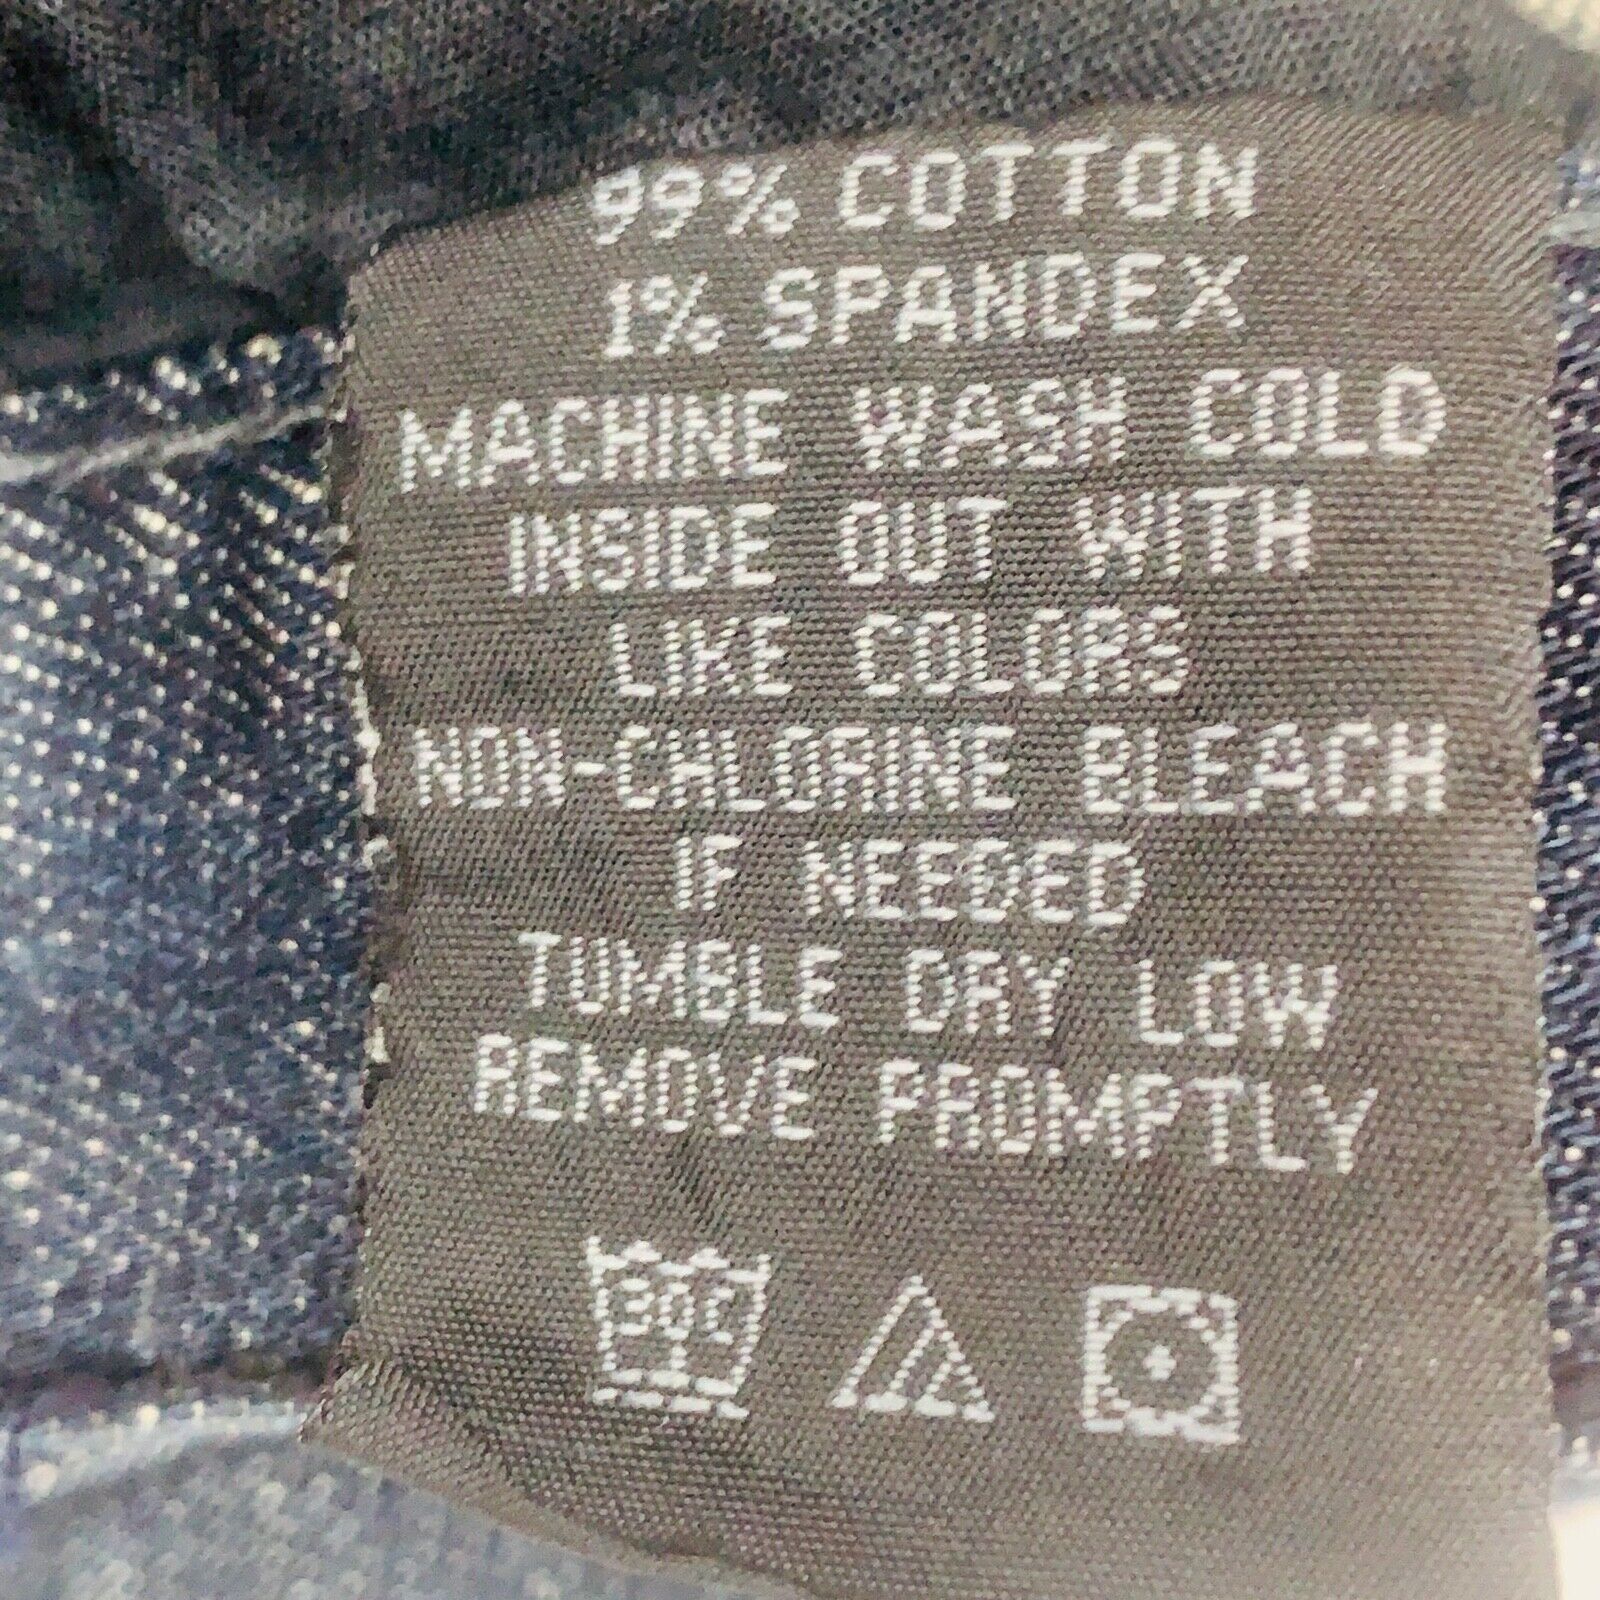 99% COTTON
1% SPANDEX
MACHINE WASH COLD
INSIDE OUT WITH
LIKE COLORS
NON-CHLORINE BLEACH
IF NEEDED
TUMBLE DRY LOW
REMOVE PROMPTLY
30C